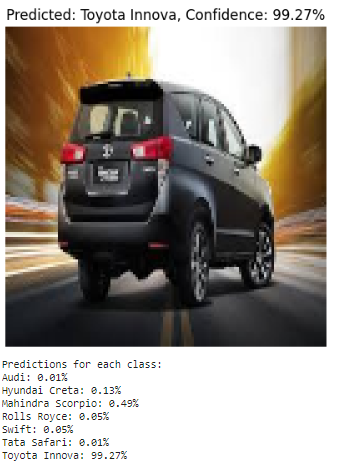 Predicted: Toyota Innova, Confidence: 99.27%
Predictions for each class:
Audi: 0.01%
Hyundai Creta: 0.13%
Mahindra Scorpio: 0.49%
Rolls Royce: 0.05%
Swift: 0.05%
Tata Safari: 0.01%
Toyota Innova: 99.27%